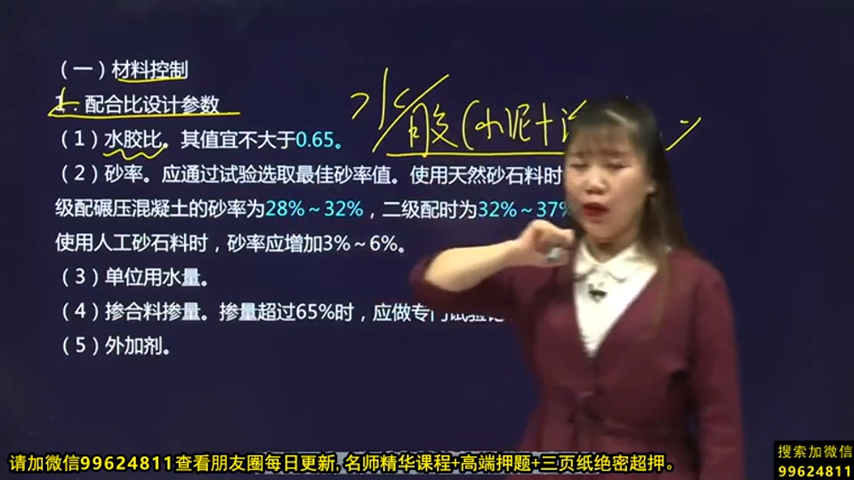 （一）材料控制
1．配合比设计参数
（1）水胶比。其值宜不大于0.65。
水/胶(水泥+
（2）砂率。应通过试验选取最佳砂率值。使用天然砂石料时
级配碾压混凝土的砂率为28%～32%，二级配时为32%～37%
使用人工砂石料时，砂率应增加3%～6%。
（3）单位用水量。
（4）掺合料掺量。掺量超过65%时，应做专门试验
（5）外加剂。
请加微信99624811查看朋友圈每日更新,名师精华课程+高端押题+三页纸绝密超押。
搜索加微信
99624811